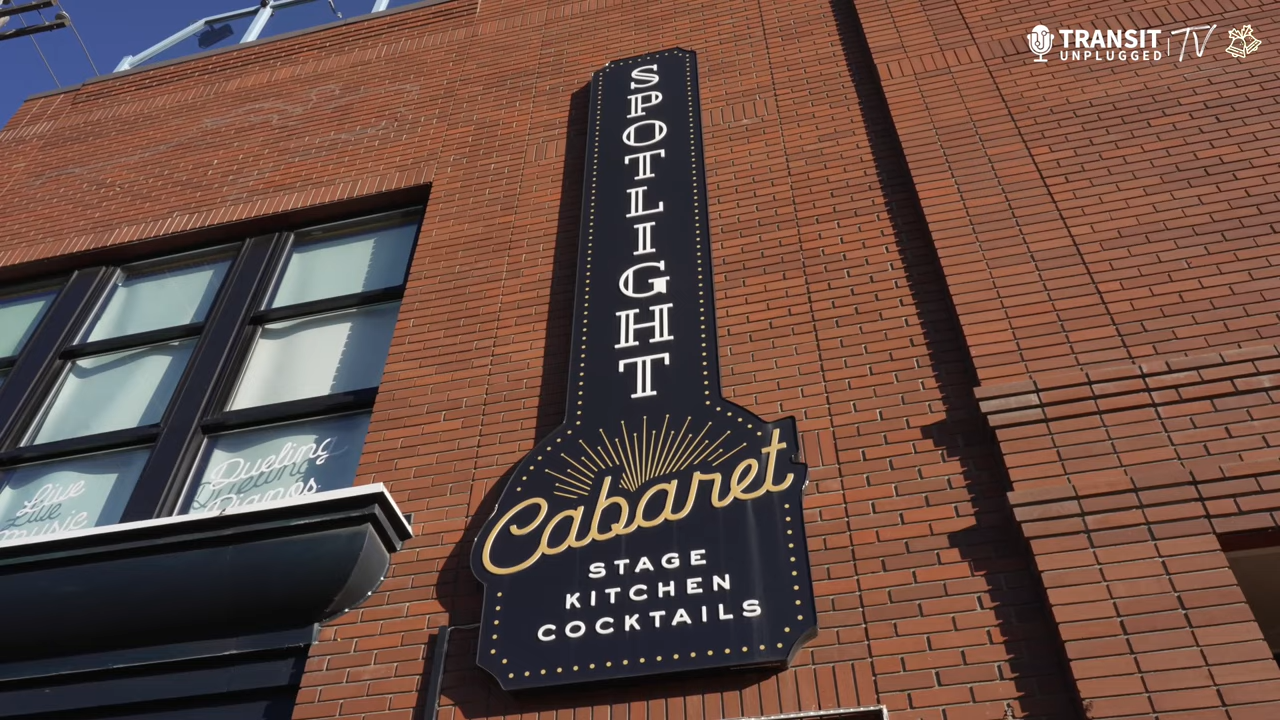 TRANSIT
UNPLUGGED
TV
SPOTLIGHT
Cabaret
STAGE
KITCHEN
COCKTAILS
Dueling
Pianos
Live
music